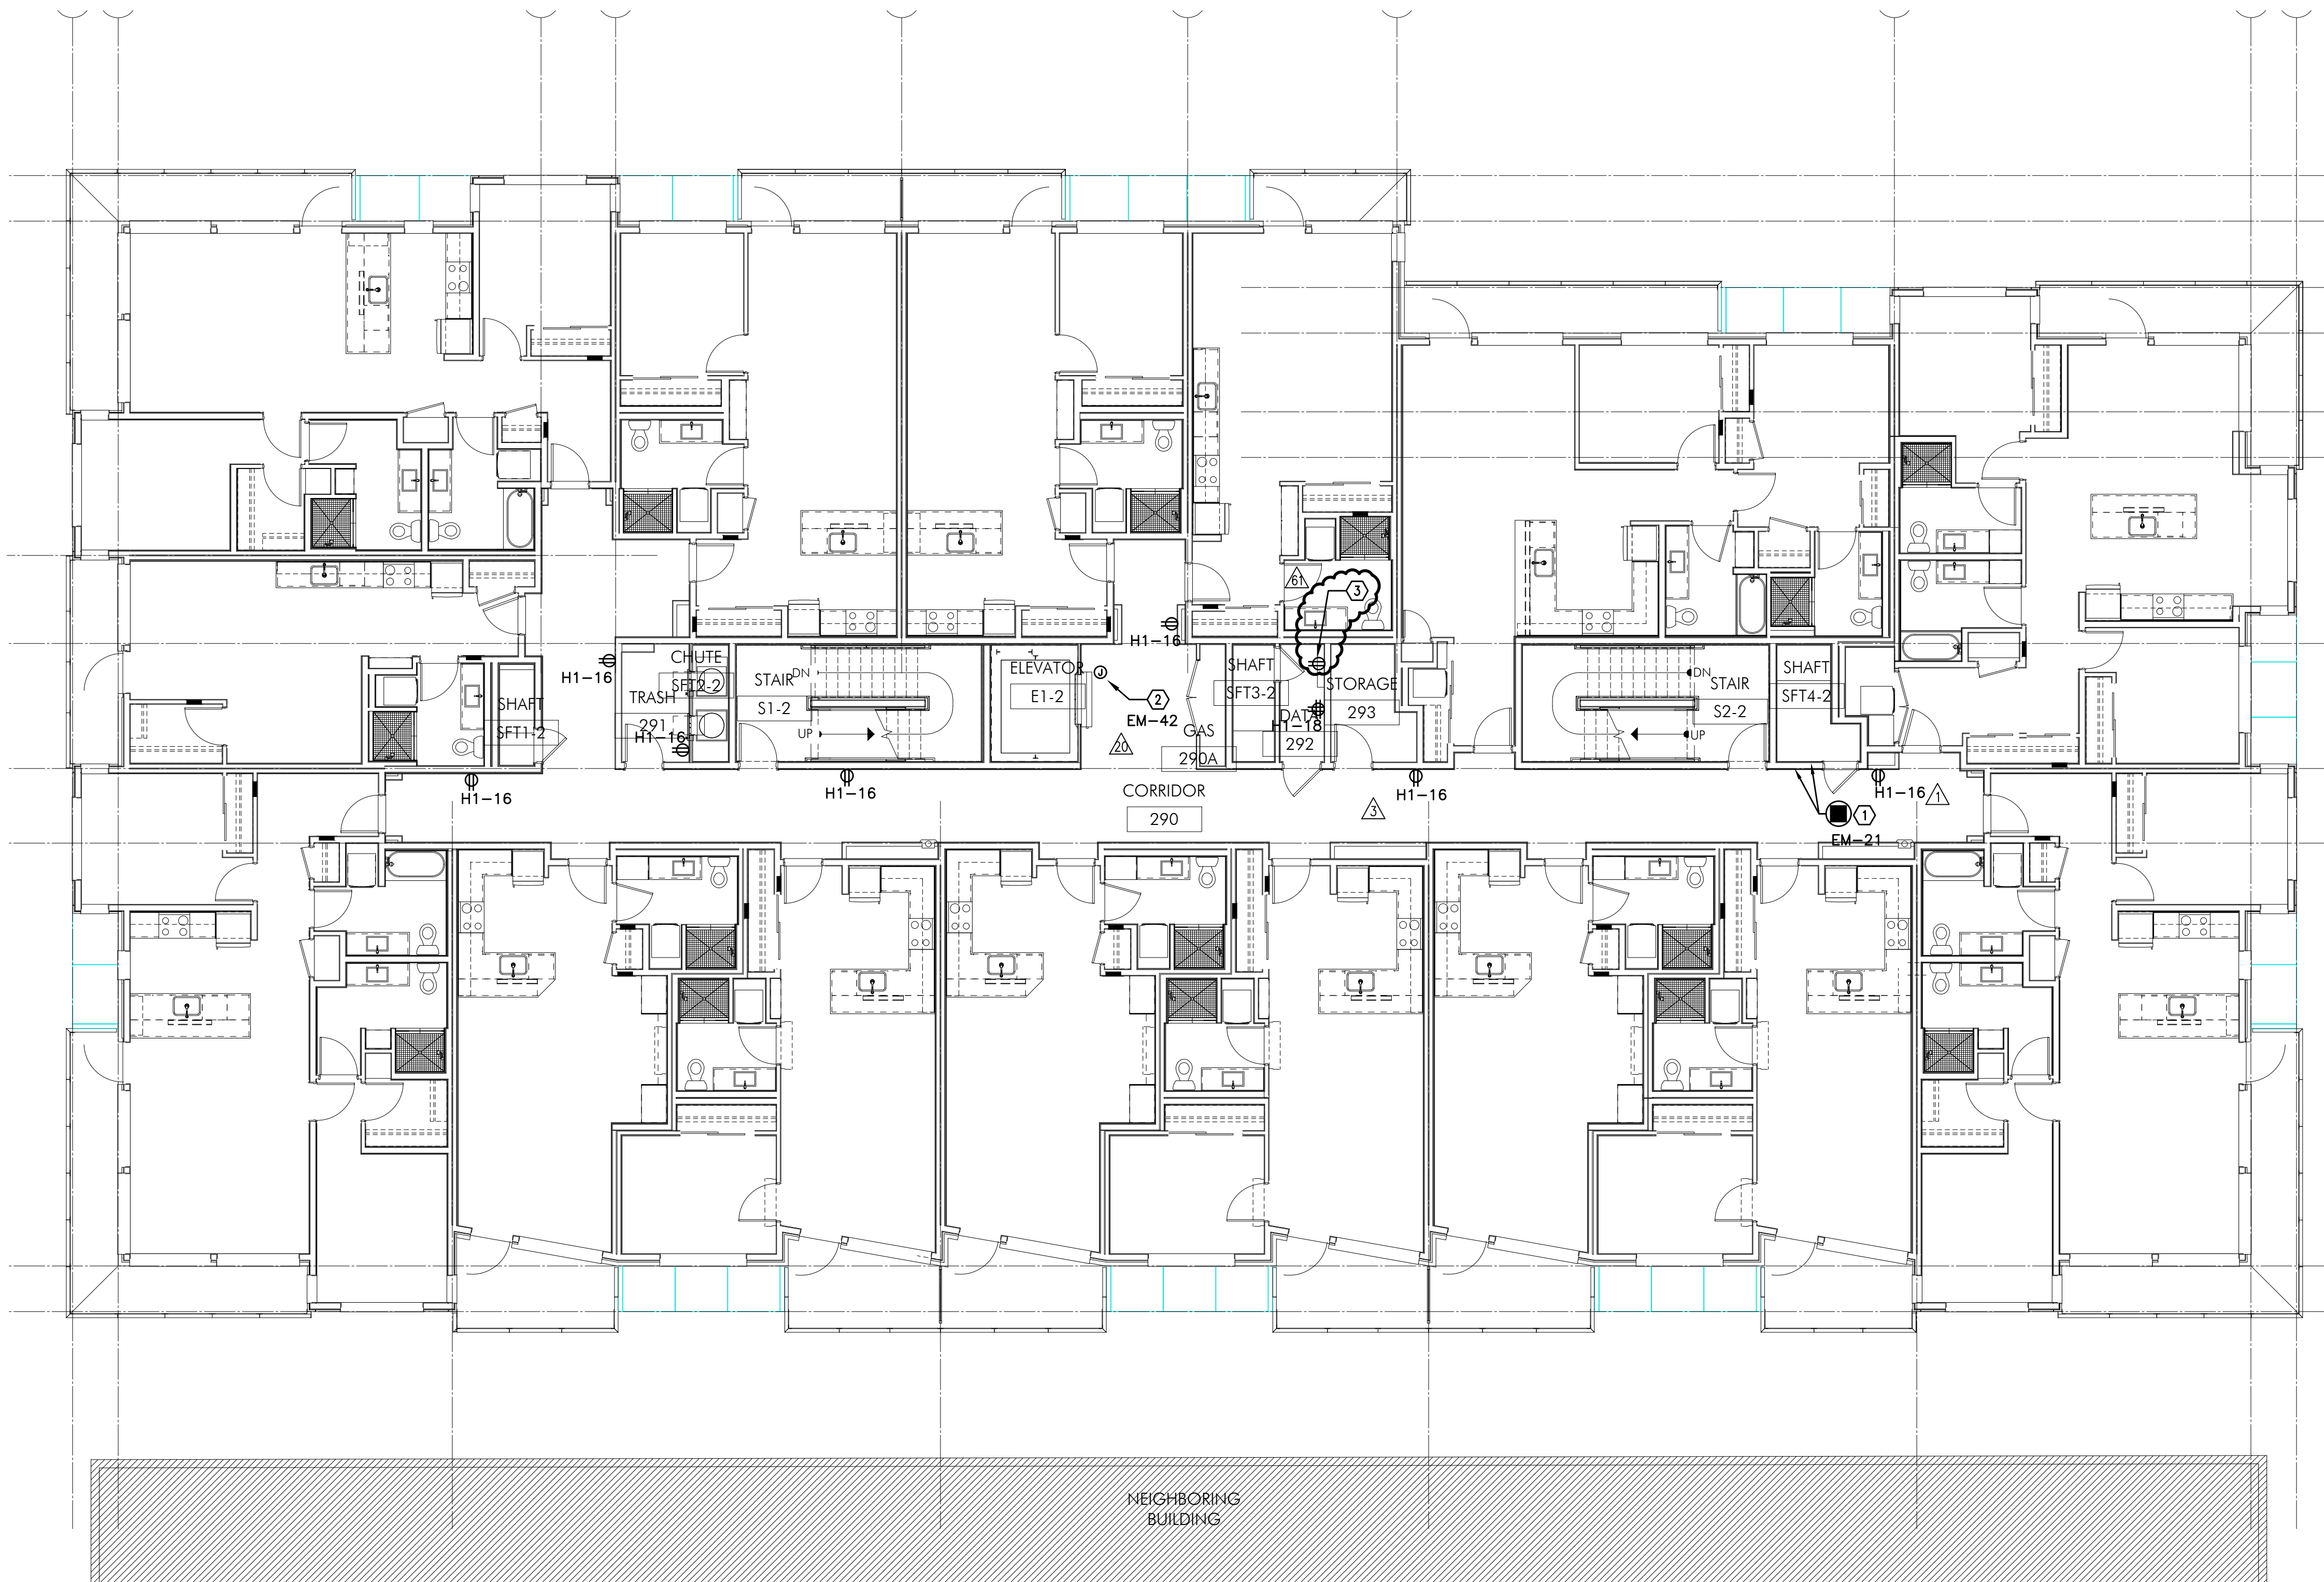 61
3
H1-16
CHUTE
SFT2-2
H1-16
TRASH
291
H1-16
STAIR
S1-2
DN
UP
ELEVATOR
E1-2
J
2
EM-42
20
SHAFT
SFT3-2
STORAGE
293
DATA
H1-18
292
GAS
290A
DN
UP
STAIR
S2-2
SHAFT
SFT4-2
SHAFT
SFT1-2
H1-16
H1-16
CORRIDOR
290
H1-16
3
H1-16
1
1
EM-21
NEIGHBORING
BUILDING